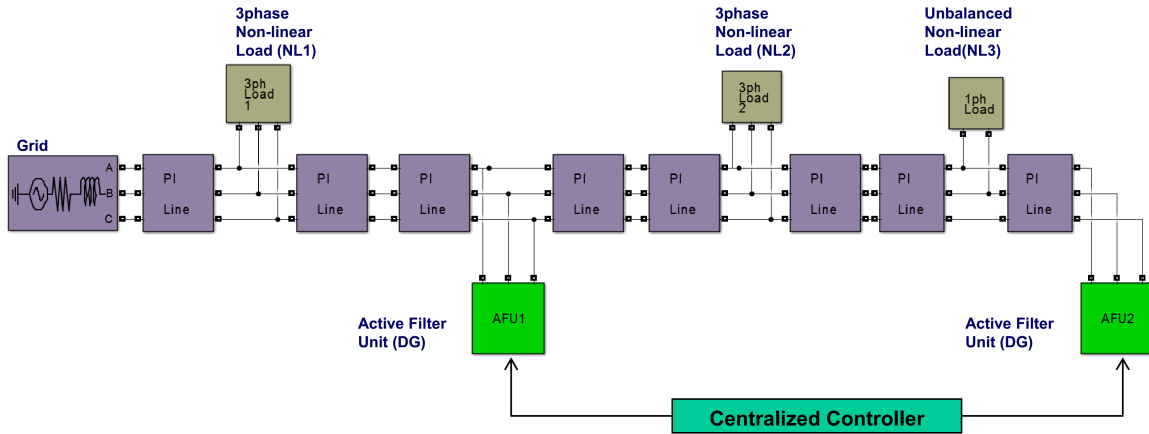 3phase
Non-linear
Load (NL1)
3phase
Non-linear
Load (NL2)
Unbalanced
Non-linear
Load(NL3)
3ph
Load
1
3ph
Load
2
1ph
Load
Grid
A
B
C
PI
Line
PI
Line
PI
Line
PI
Line
PI
Line
PI
Line
PI
Line
PI
Line
Active Filter
Unit (DG)
AFU1
Active Filter
Unit (DG)
AFU2
Centralized Controller